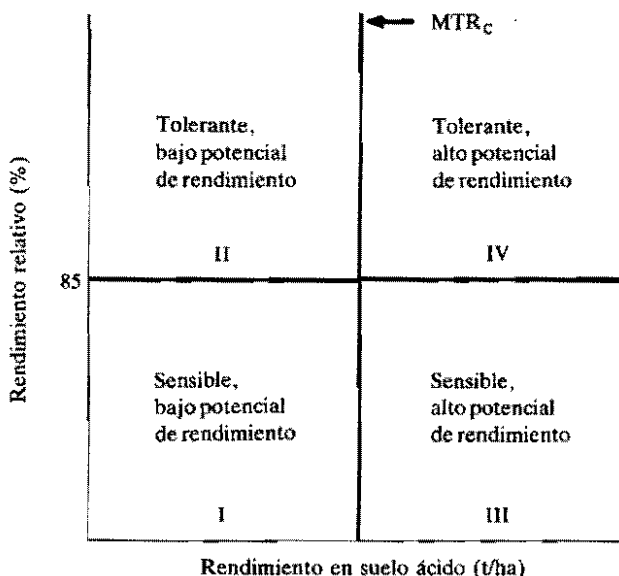 MTRc
Tolerante,
bajo potencial
de rendimiento
II
Tolerante,
alto potencial
de rendimiento
IV
Rendimiento relativo (%)
85
Sensible,
bajo potencial
de rendimiento
I
Sensible,
alto potencial
de rendimiento
III
Rendimiento en suelo ácido (t/ha)